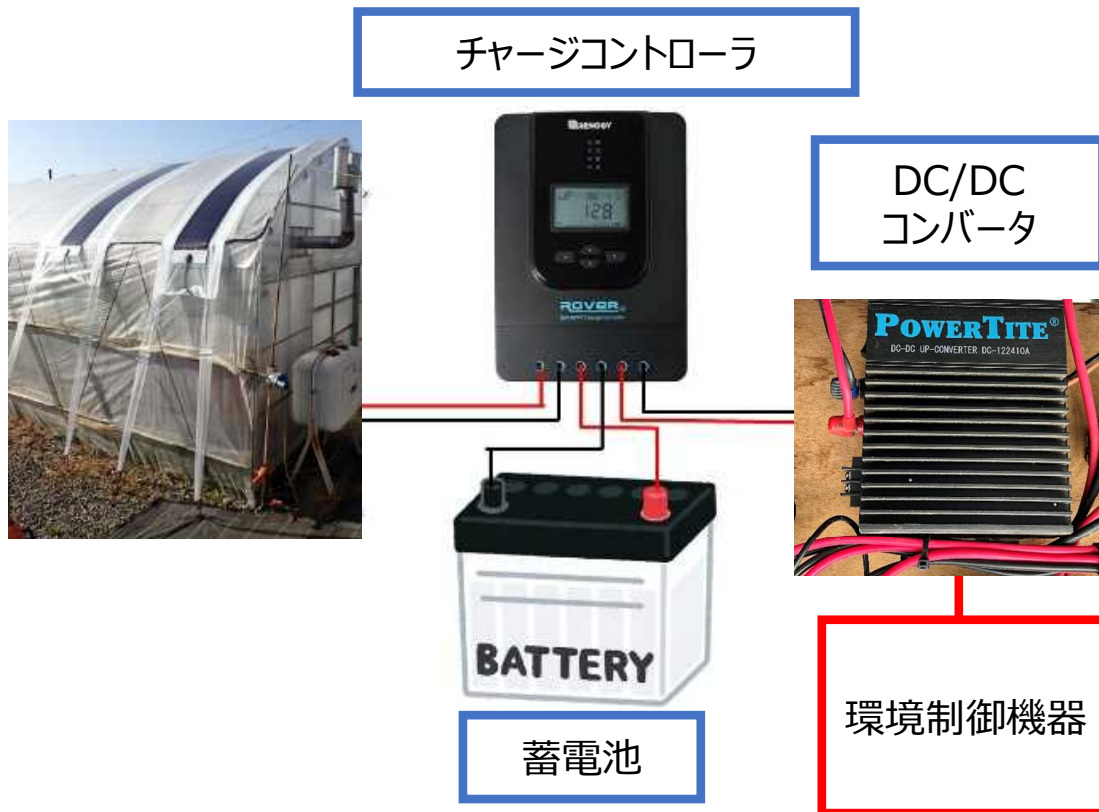 チャージコントローラ
RENOGY
128
ROVER
DC/DC
コンバータ
POWERTITE®
DC-DC UP-CONVERTER DC-122410A
BATTERY
蓄電池
環境制御機器